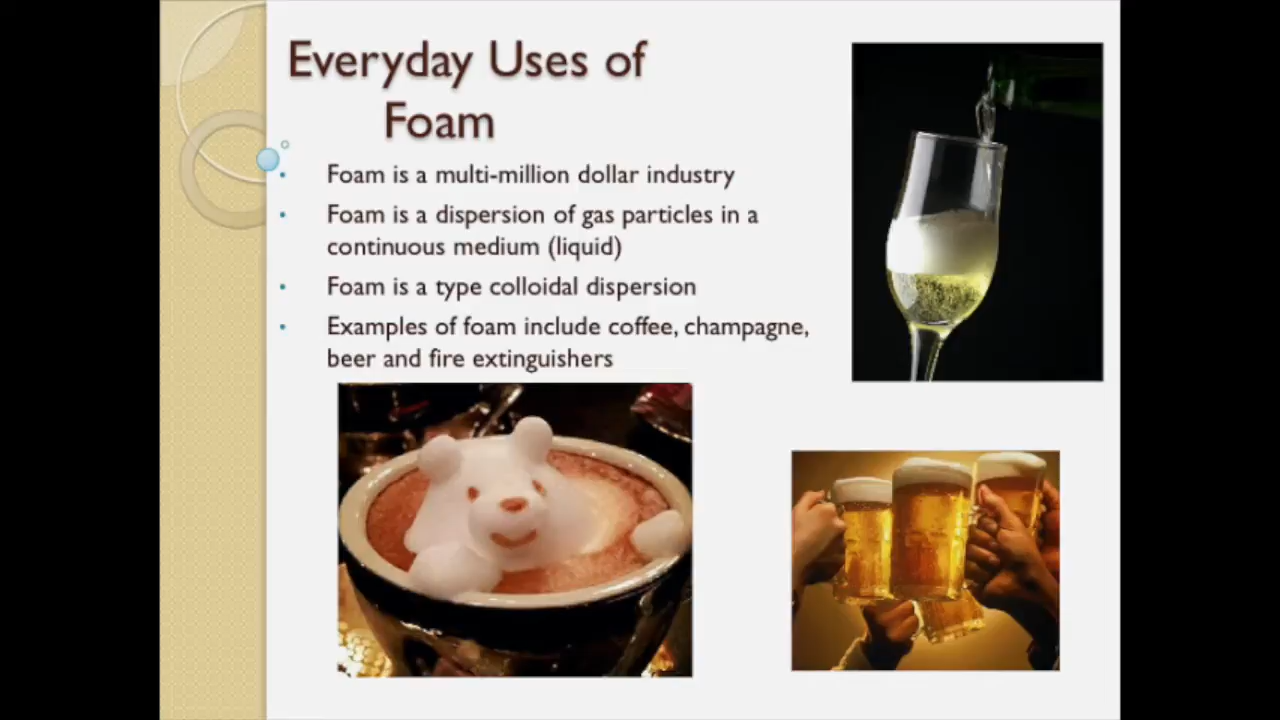 Everyday Uses of
Foam
Foam is a multi-million dollar industry
Foam is a dispersion of gas particles in a
continuous medium (liquid)
Foam is a type colloidal dispersion
Examples of foam include coffee, champagne,
beer and fire extinguishers